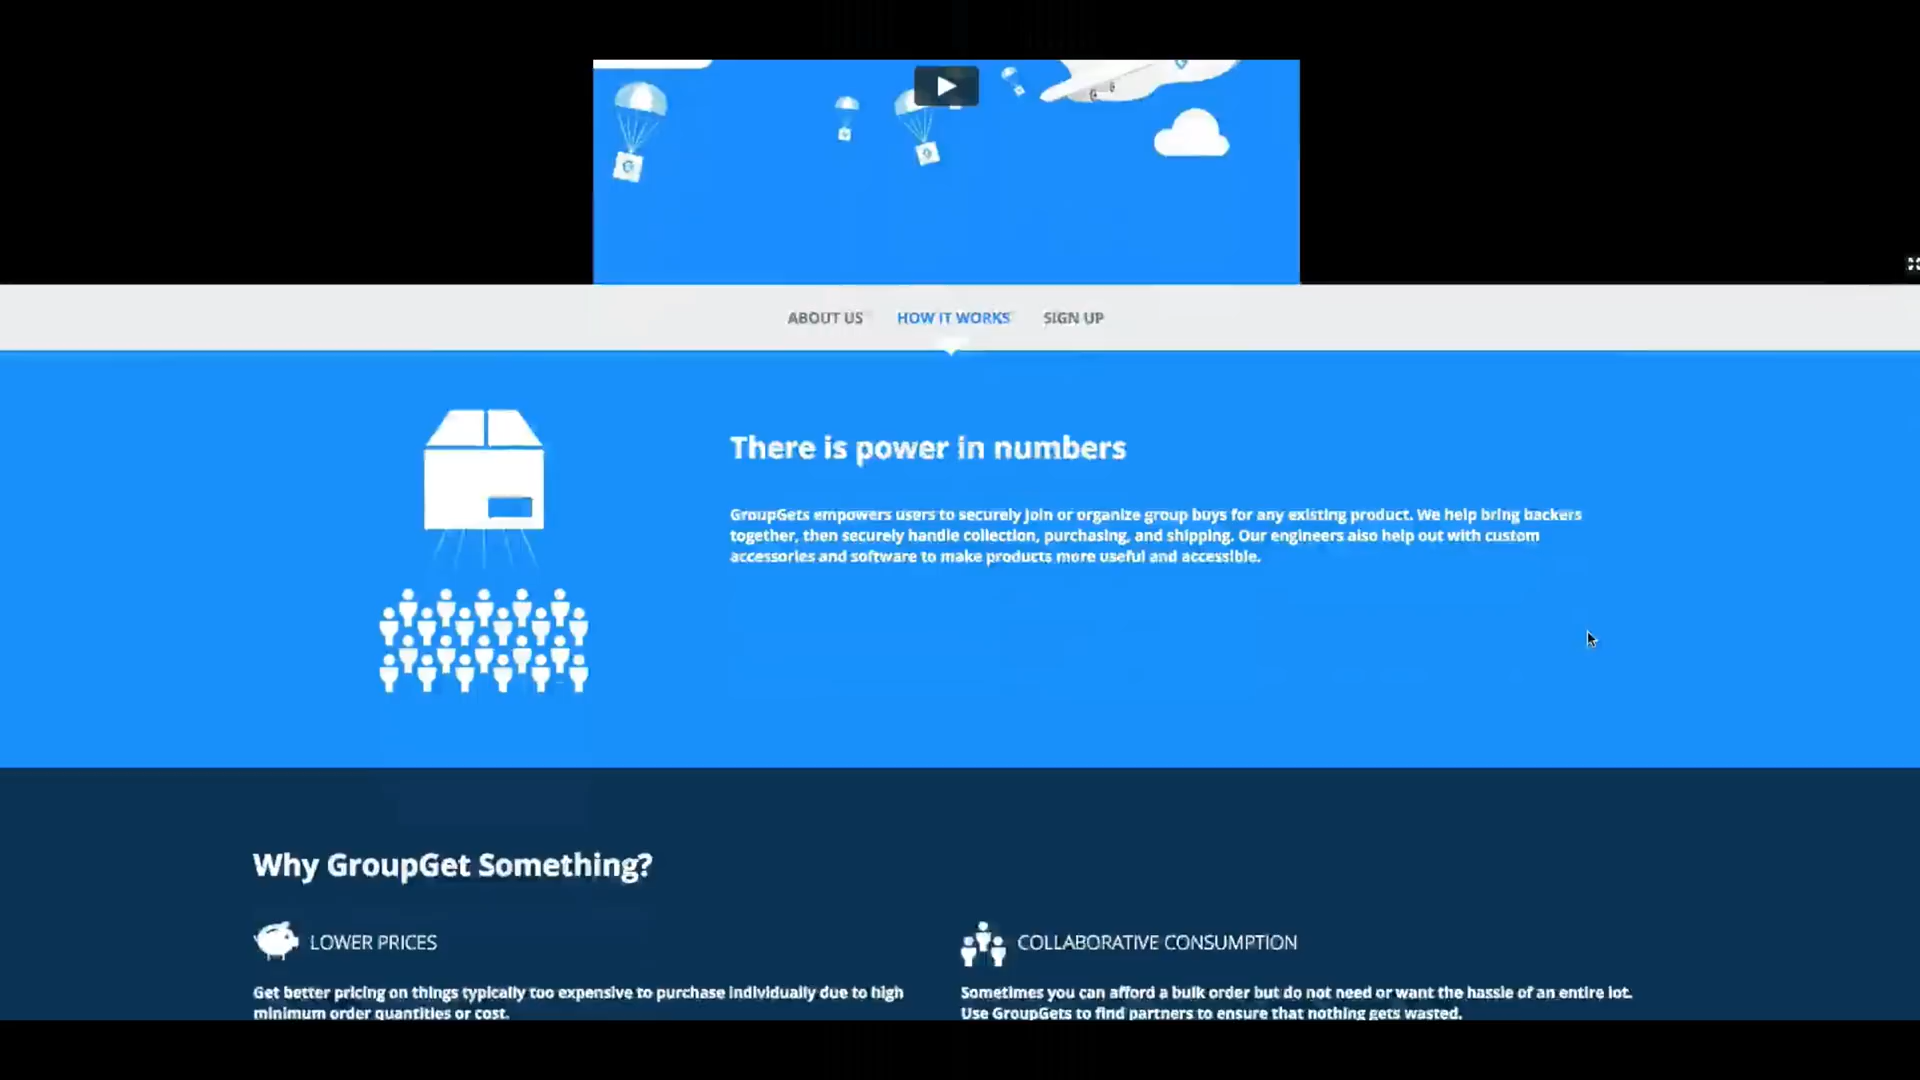 ABOUT US HOW IT WORKS SIGN UP
There is power in numbers
GroupGets empowers users to securely join or organize group buys for any existing product. We help bring backers
together, then securely handle collection, purchasing, and shipping. Our engineers also help out with custom
accessories and software to make products more useful and accessible.
Why GroupGet Something?
LOWER PRICES
Get better pricing on things typically too expensive to purchase individually due to high
minimum order quantities or cost.
COLLABORATIVE CONSUMPTION
Sometimes you can afford a bulk order but do not need or want the hassle of an entire lot.
Use GroupGets to find partners to ensure that nothing gets wasted.